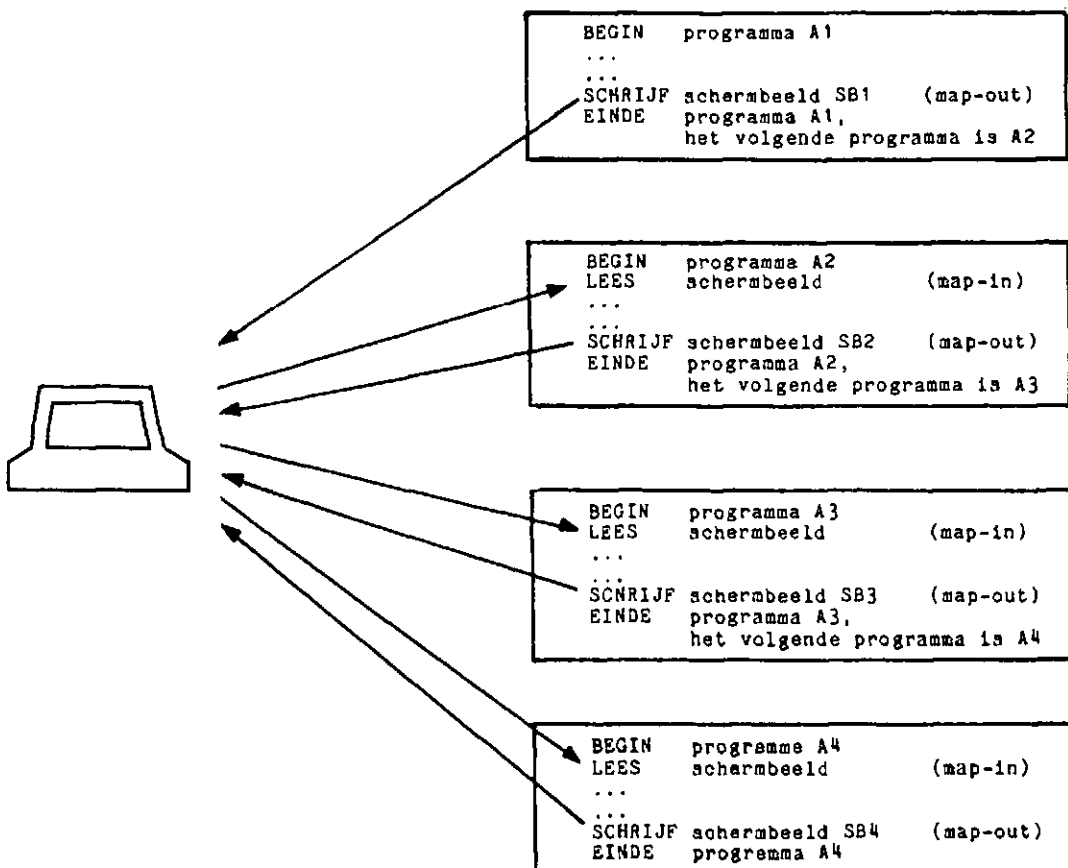 BEGIN programma A1
...
...
SCHRIJF schermbeeld SB1 (map-out)
EINDE programma A1,
het volgende programma is A2
BEGIN programma A2
LEES schermbeeld (map-in)
...
...
SCHRIJF schermbeeld SB2 (map-out)
EINDE programma A2,
het volgende programma is A3
BEGIN programma A3
LEES schermbeeld (map-in)
...
...
SCHRIJF schermbeeld SB3 (map-out)
EINDE programma A3,
het volgende programma is A4
BEGIN programma A4
LEES schermbeeld (map-in)
...
...
SCHRIJF schermbeeld SB4 (map-out)
EINDE programma A4